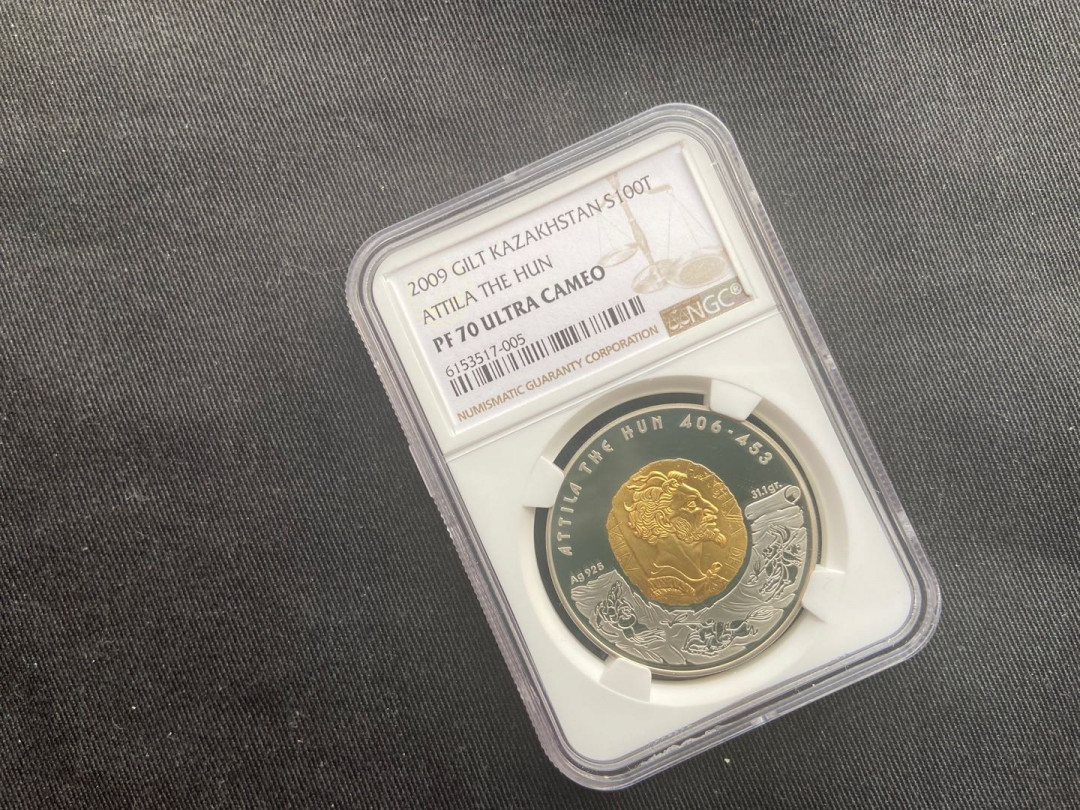 2009 GILT KAZAKHSTAN S100T
ATTILA THE HUN
PF 70 ULTRA CAMEO
6153517-005
NUMISMATIC GUARANTY CORPORATION
NGC®
ATTILA THE HUN 406-453
31.1gr.
Ag 925